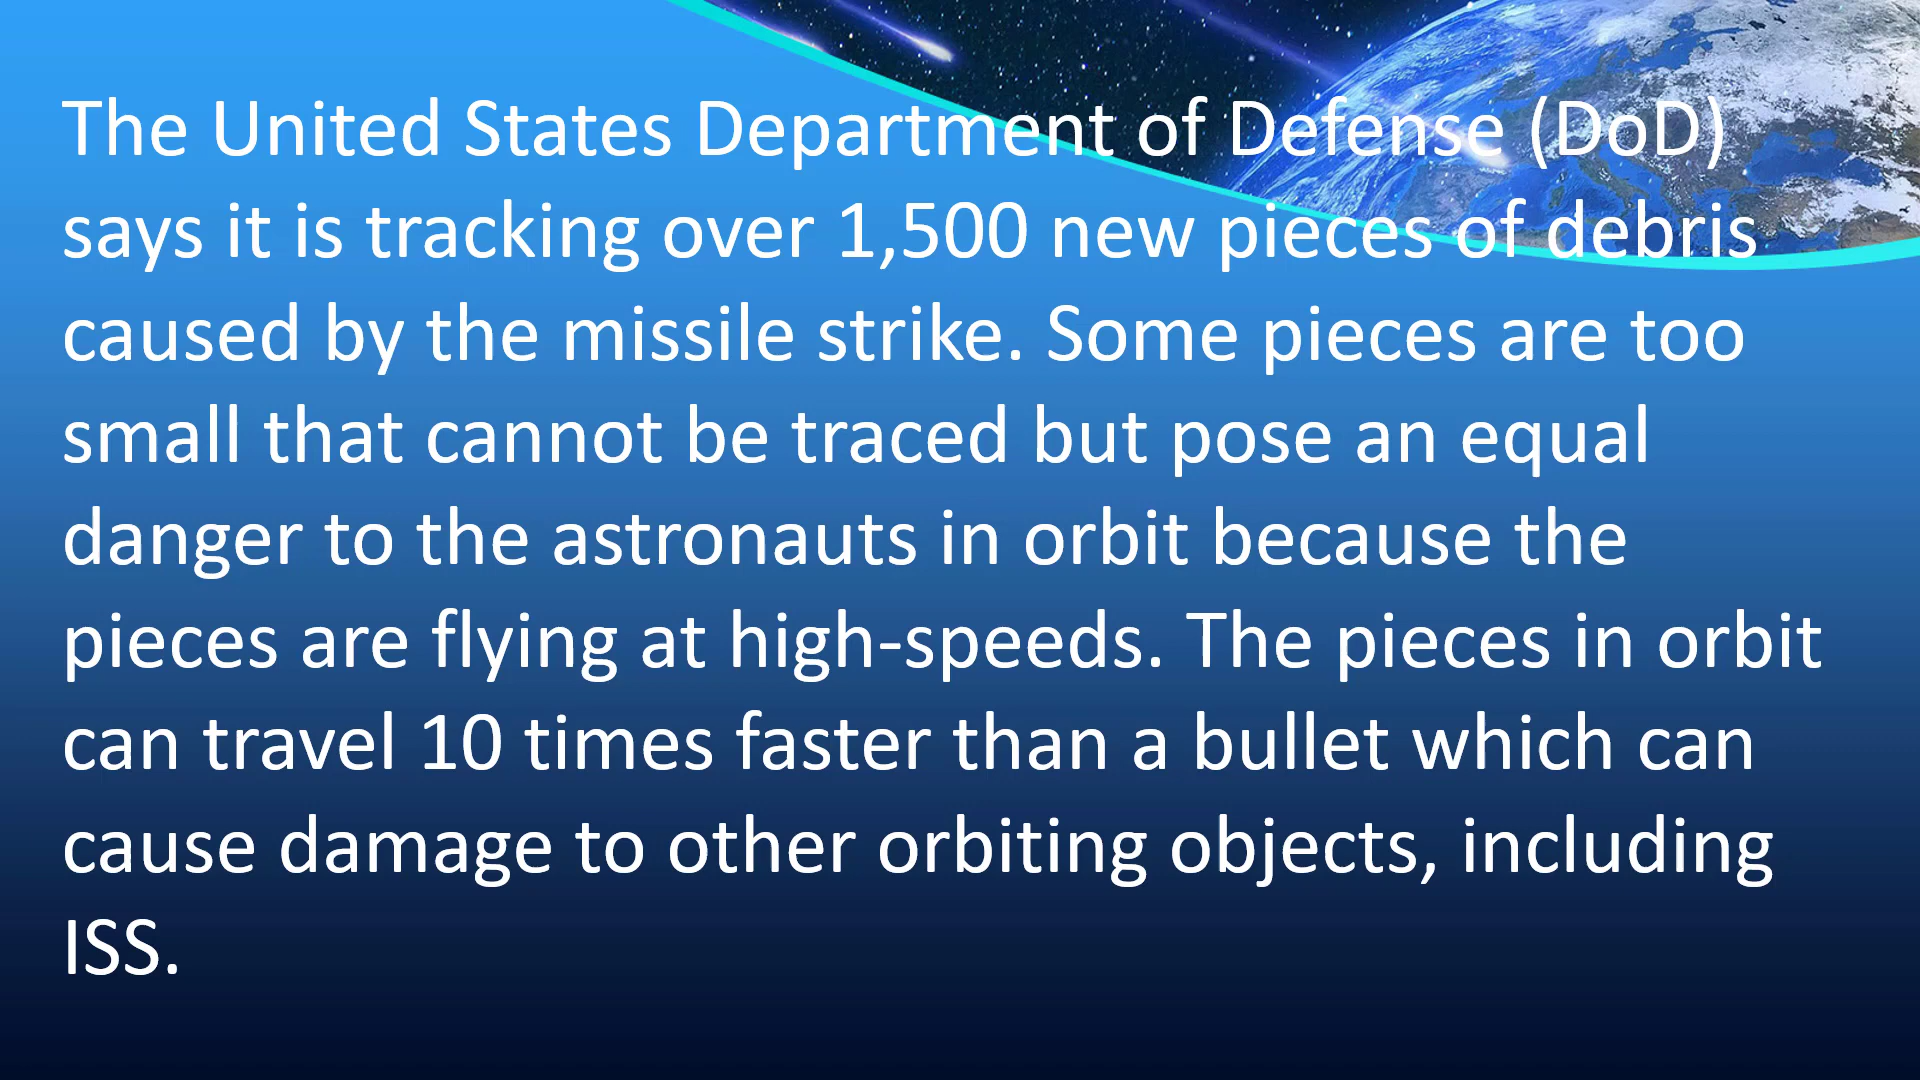 The United States Department of Defense (DoD)
says it is tracking over 1,500 new pieces of debris
caused by the missile strike. Some pieces are too
small that cannot be traced but pose an equal
danger to the astronauts in orbit because the
pieces are flying at high-speeds. The pieces in orbit
can travel 10 times faster than a bullet which can
cause damage to other orbiting objects, including
ISS.